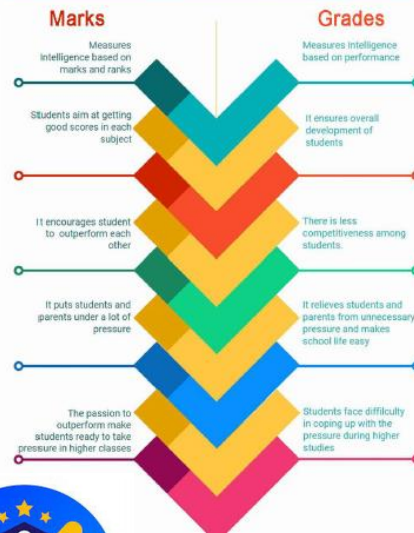 Marks
Grades
Measures
intelligence based on
marks and ranks
Measures Intelligence
based on performance
Students aim at getting
good scores in each
subject
It ensures overall
development of
students
It encourages student
to outperform each
other
There is less
competitiveness among
students.
It puts students and
parents under a lot of
pressure
It relieves students and
parents from unnecessary
pressure and makes
school life easy
The passion to
outperform make
students ready to take
pressure in higher classes
Students face difficulty
in coping up with the
pressure during higher
studies